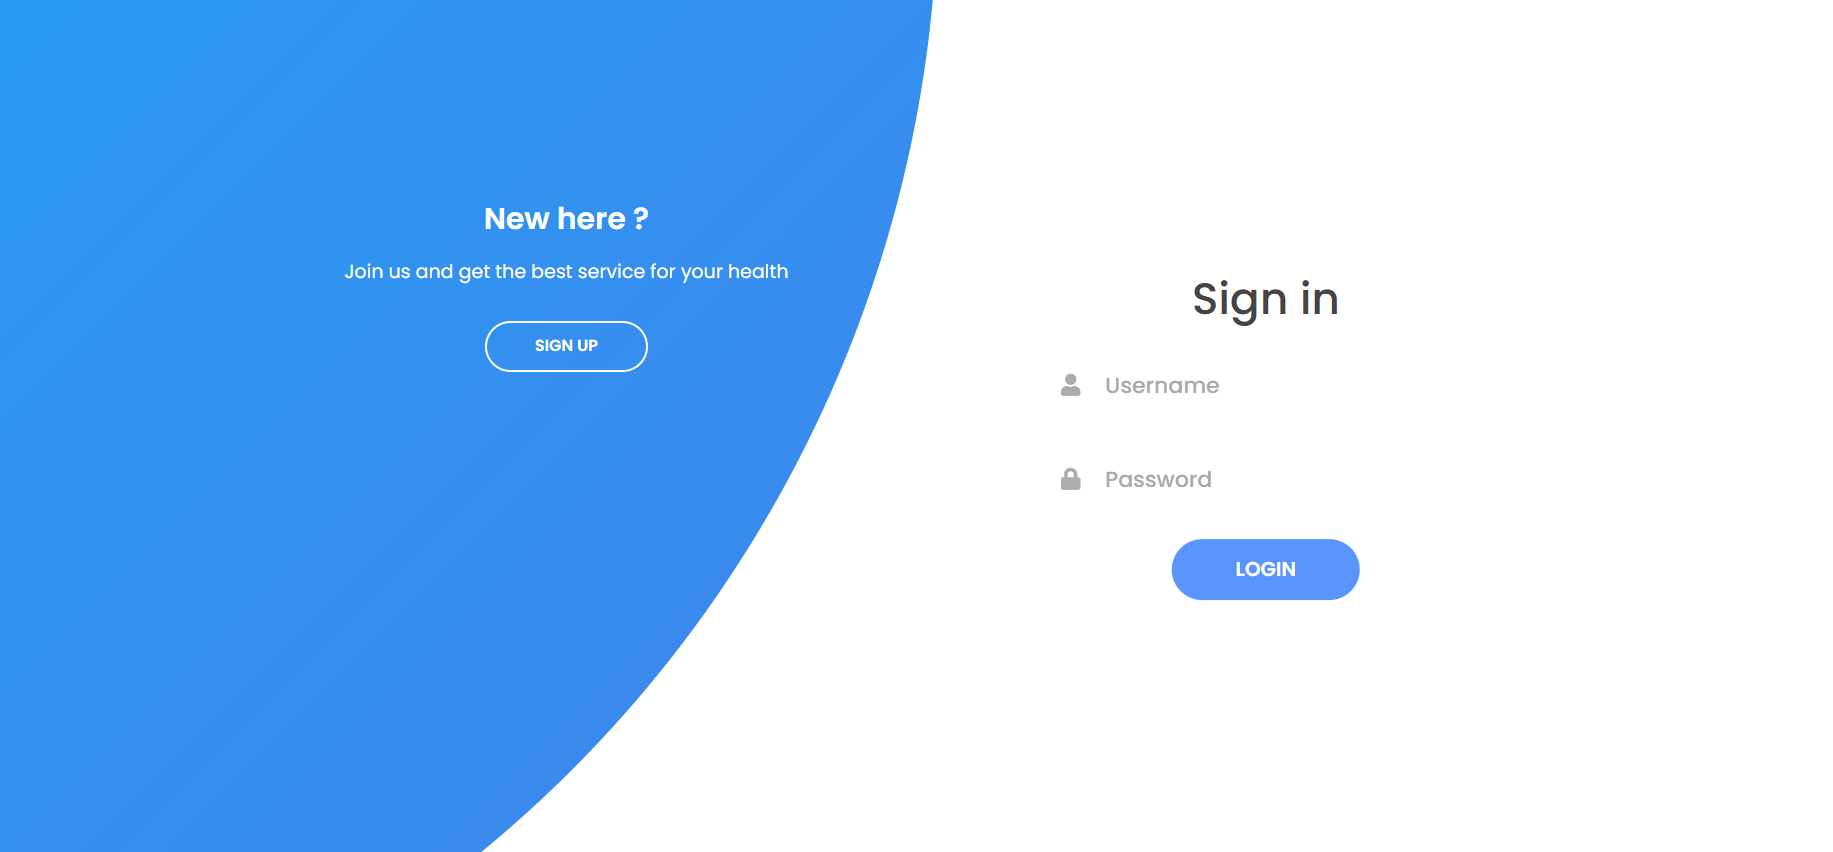 New here ?
Join us and get the best service for your health
SIGN UP
Sign in
Username
Password
LOGIN